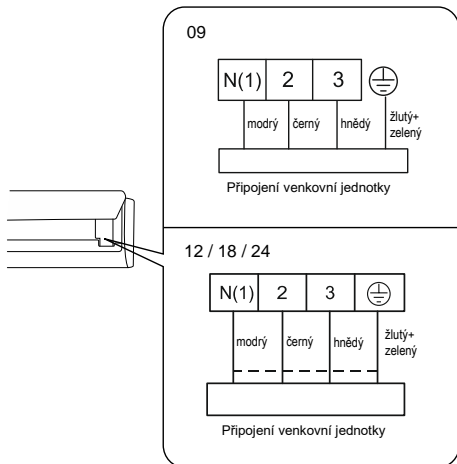 09
N(1) 2 3
modrý černý hnědý žlutý+
zelený
Připojení venkovní jednotky
12 / 18 / 24
N(1) 2 3
modrý černý hnědý žlutý+
zelený
Připojení venkovní jednotky